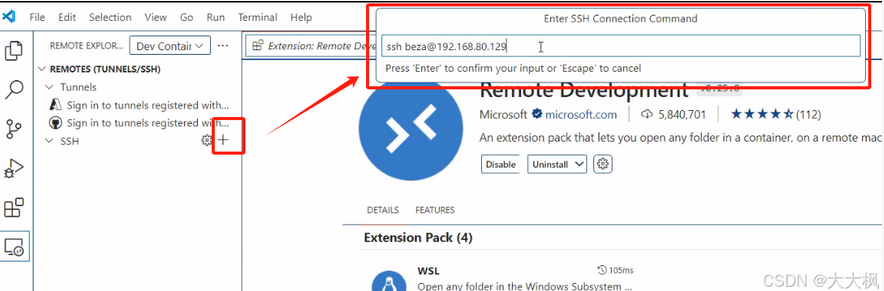 File Edit Selection View Go Run Terminal Help
Enter SSH Connection Command
ssh beza@192.168.80.129
Press 'Enter' to confirm your input or 'Escape' to cancel
REMOTE EXPLOR... Dev Contain
Extension: Remote Deve
REMOTES (TUNNELS/SSH)
Tunnels
Sign in to tunnels registered with...
Sign in to tunnels registered with...
SSH
Remote Development
Microsoft microsoft.com 5,840,701 (112)
An extension pack that lets you open any folder in a container, on a remote mac
Disable Uninstall
DETAILS FEATURES
Extension Pack (4)
WSL 105ms
Open any folder in the Windows Subsystem ...
CSDN @大大枫